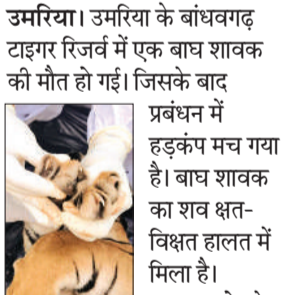 उमरिया। उमरिया के बांधवगढ़
टाइगर रिजर्व में एक बाघ शावक
की मौत हो गई। जिसके बाद
प्रबंधन में
हड़कंप मच गया
है। बाघ शावक
का शव क्षत-
विक्षत हालत में
मिला है।